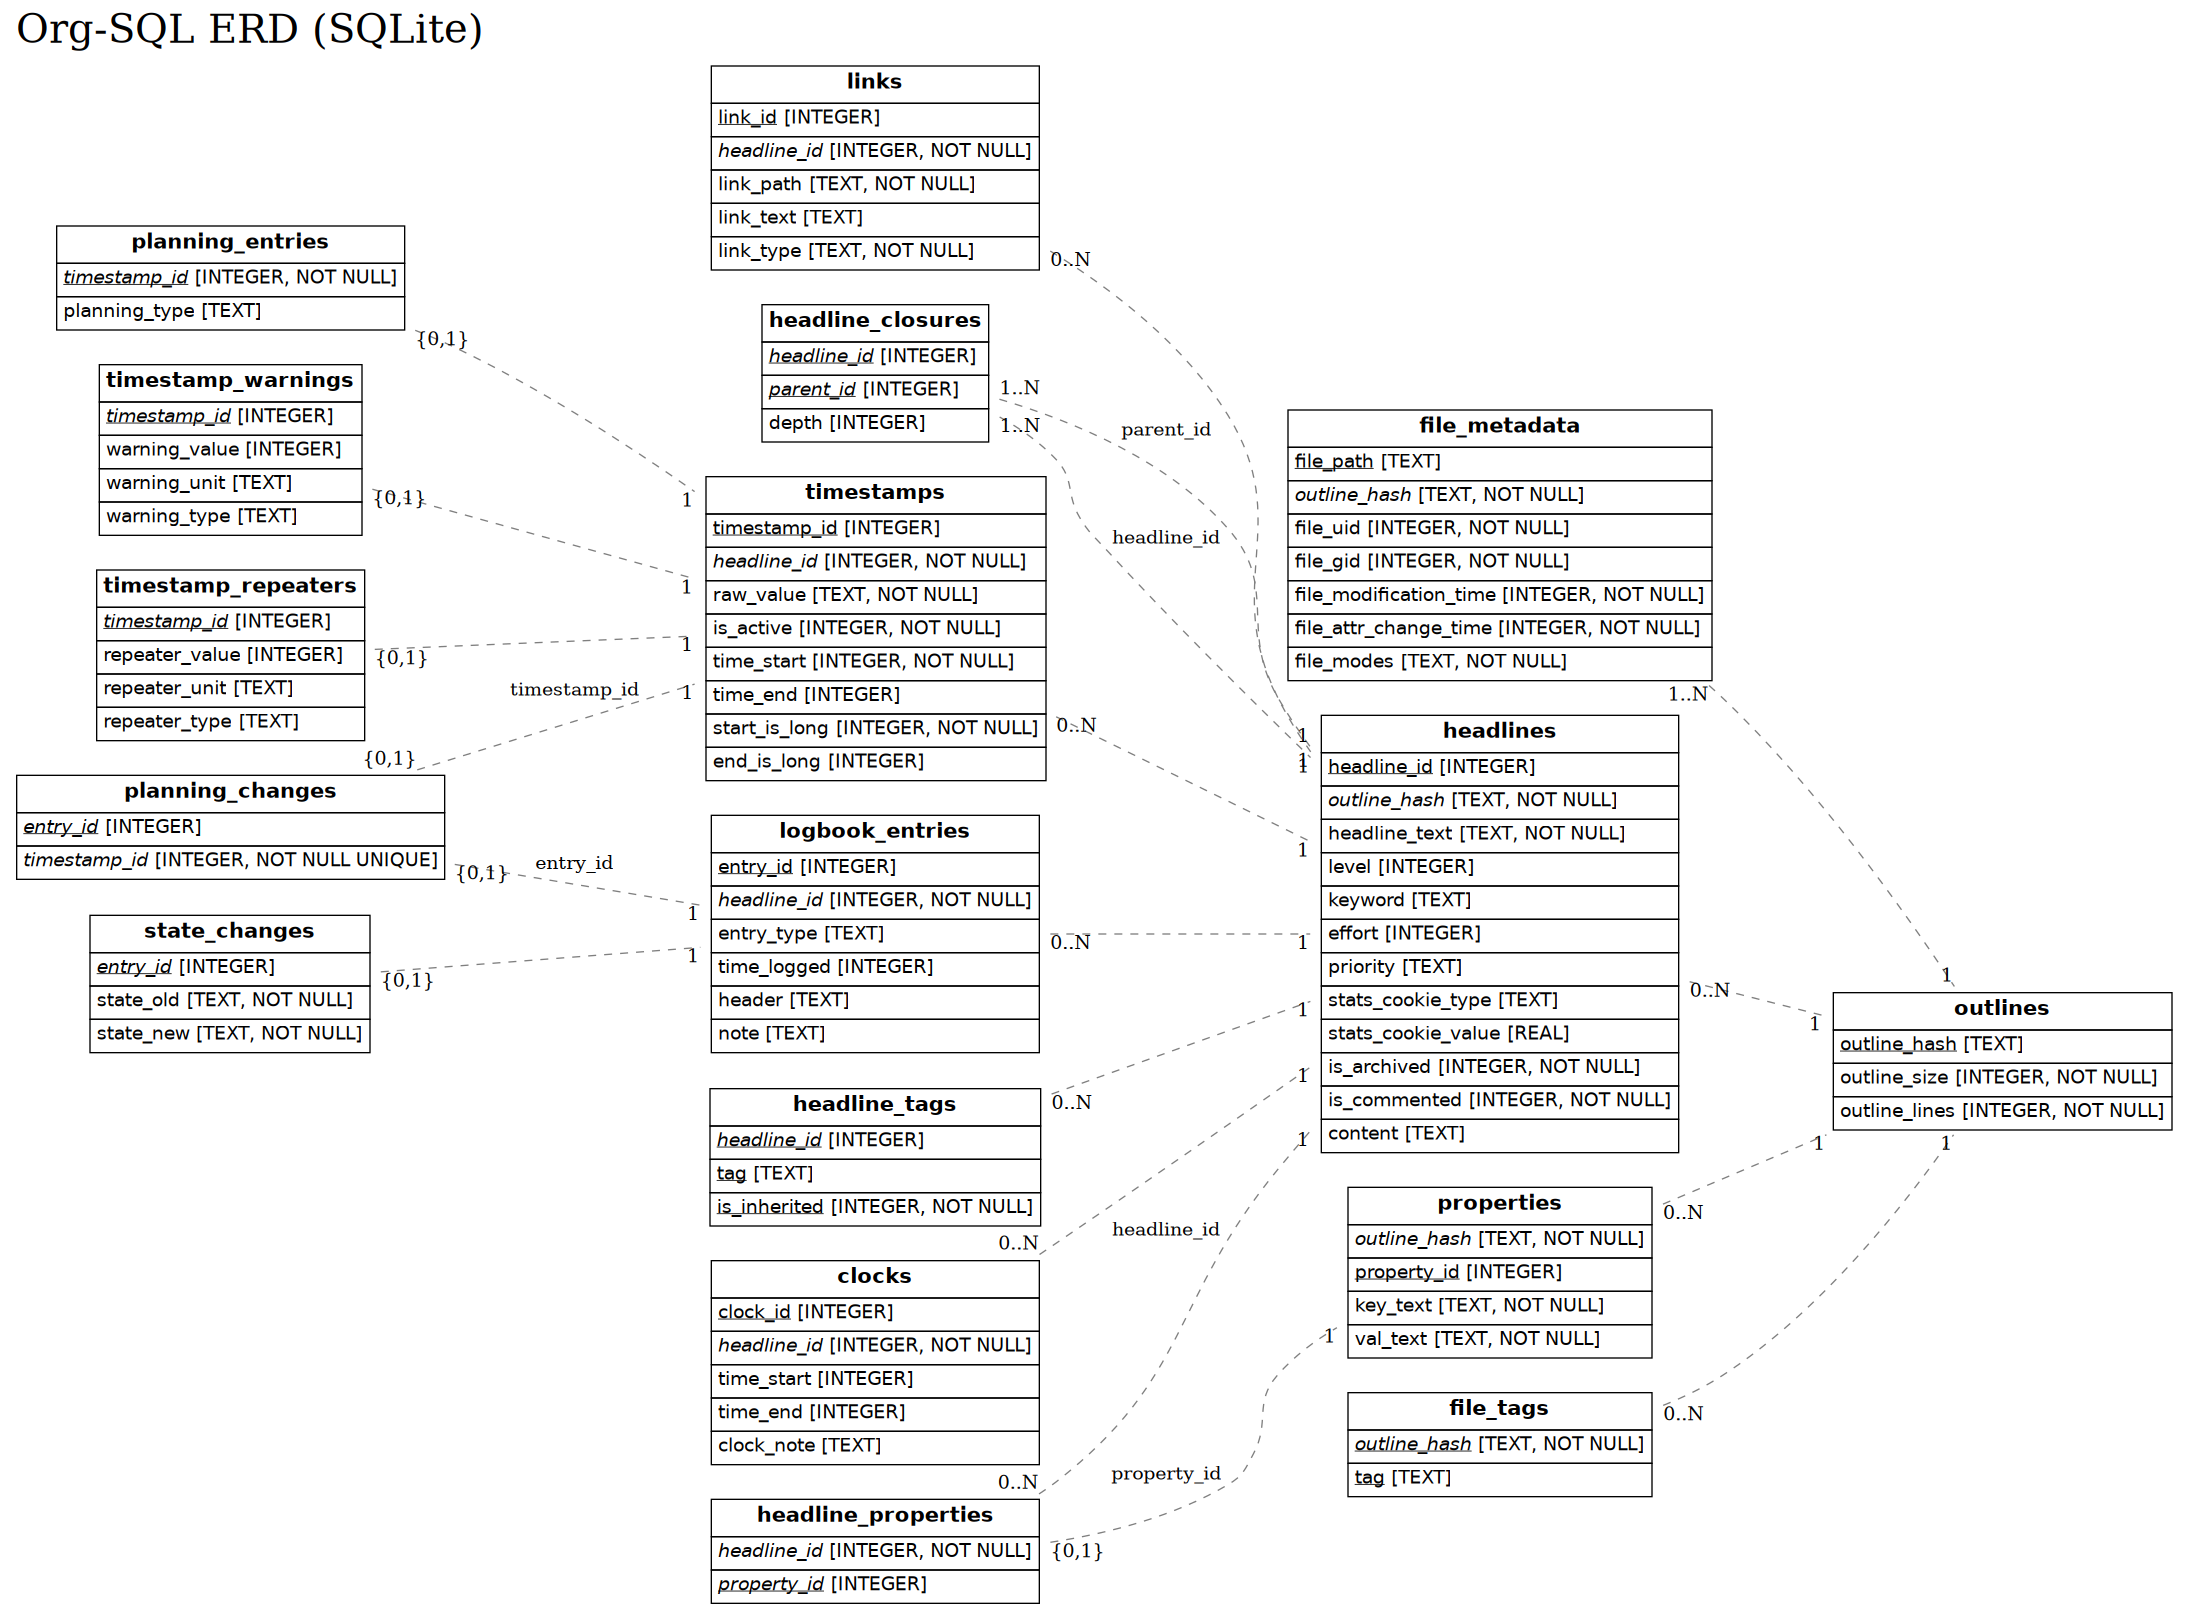 Org-SQL ERD (SQLite)
links
link_id [INTEGER]
headline_id [INTEGER, NOT NULL]
link_path [TEXT, NOT NULL]
link_text [TEXT]
link_type [TEXT, NOT NULL]
0..N
planning_entries
timestamp_id [INTEGER, NOT NULL]
planning_type [TEXT]
{0,1}
1
headline_closures
headline_id [INTEGER]
parent_id [INTEGER]
depth [INTEGER]
1..N
1..N
parent_id
headline_id
1
1
1
timestamp_warnings
timestamp_id [INTEGER]
warning_value [INTEGER]
warning_unit [TEXT]
warning_type [TEXT]
{0,1}
1
timestamp_repeaters
timestamp_id [INTEGER]
repeater_value [INTEGER]
repeater_unit [TEXT]
repeater_type [TEXT]
{0,1}
1
timestamp_id
1
{0,1}
timestamps
timestamp_id [INTEGER]
headline_id [INTEGER, NOT NULL]
raw_value [TEXT, NOT NULL]
is_active [INTEGER, NOT NULL]
time_start [INTEGER, NOT NULL]
time_end [INTEGER]
start_is_long [INTEGER, NOT NULL]
end_is_long [INTEGER]
0..N
1
file_metadata
file_path [TEXT]
outline_hash [TEXT, NOT NULL]
file_uid [INTEGER, NOT NULL]
file_gid [INTEGER, NOT NULL]
file_modification_time [INTEGER, NOT NULL]
file_attr_change_time [INTEGER, NOT NULL]
file_modes [TEXT, NOT NULL]
1..N
1
planning_changes
entry_id [INTEGER]
timestamp_id [INTEGER, NOT NULL UNIQUE]
{0,1}
entry_id
1
state_changes
entry_id [INTEGER]
state_old [TEXT, NOT NULL]
state_new [TEXT, NOT NULL]
{0,1}
1
logbook_entries
entry_id [INTEGER]
headline_id [INTEGER, NOT NULL]
entry_type [TEXT]
time_logged [INTEGER]
header [TEXT]
note [TEXT]
0..N
1
headlines
headline_id [INTEGER]
outline_hash [TEXT, NOT NULL]
headline_text [TEXT, NOT NULL]
level [INTEGER]
keyword [TEXT]
effort [INTEGER]
priority [TEXT]
stats_cookie_type [TEXT]
stats_cookie_value [REAL]
is_archived [INTEGER, NOT NULL]
is_commented [INTEGER, NOT NULL]
content [TEXT]
0..N
1
outlines
outline_hash [TEXT]
outline_size [INTEGER, NOT NULL]
outline_lines [INTEGER, NOT NULL]
1
1
headline_tags
headline_id [INTEGER]
tag [TEXT]
is_inherited [INTEGER, NOT NULL]
0..N
1
clocks
clock_id [INTEGER]
headline_id [INTEGER, NOT NULL]
time_start [INTEGER]
time_end [INTEGER]
clock_note [TEXT]
0..N
1
properties
outline_hash [TEXT, NOT NULL]
property_id [INTEGER]
key_text [TEXT, NOT NULL]
val_text [TEXT, NOT NULL]
0..N
1
file_tags
outline_hash [TEXT, NOT NULL]
tag [TEXT]
0..N
headline_properties
headline_id [INTEGER, NOT NULL]
property_id [INTEGER]
0..N
headline_id
1
{0,1}
property_id